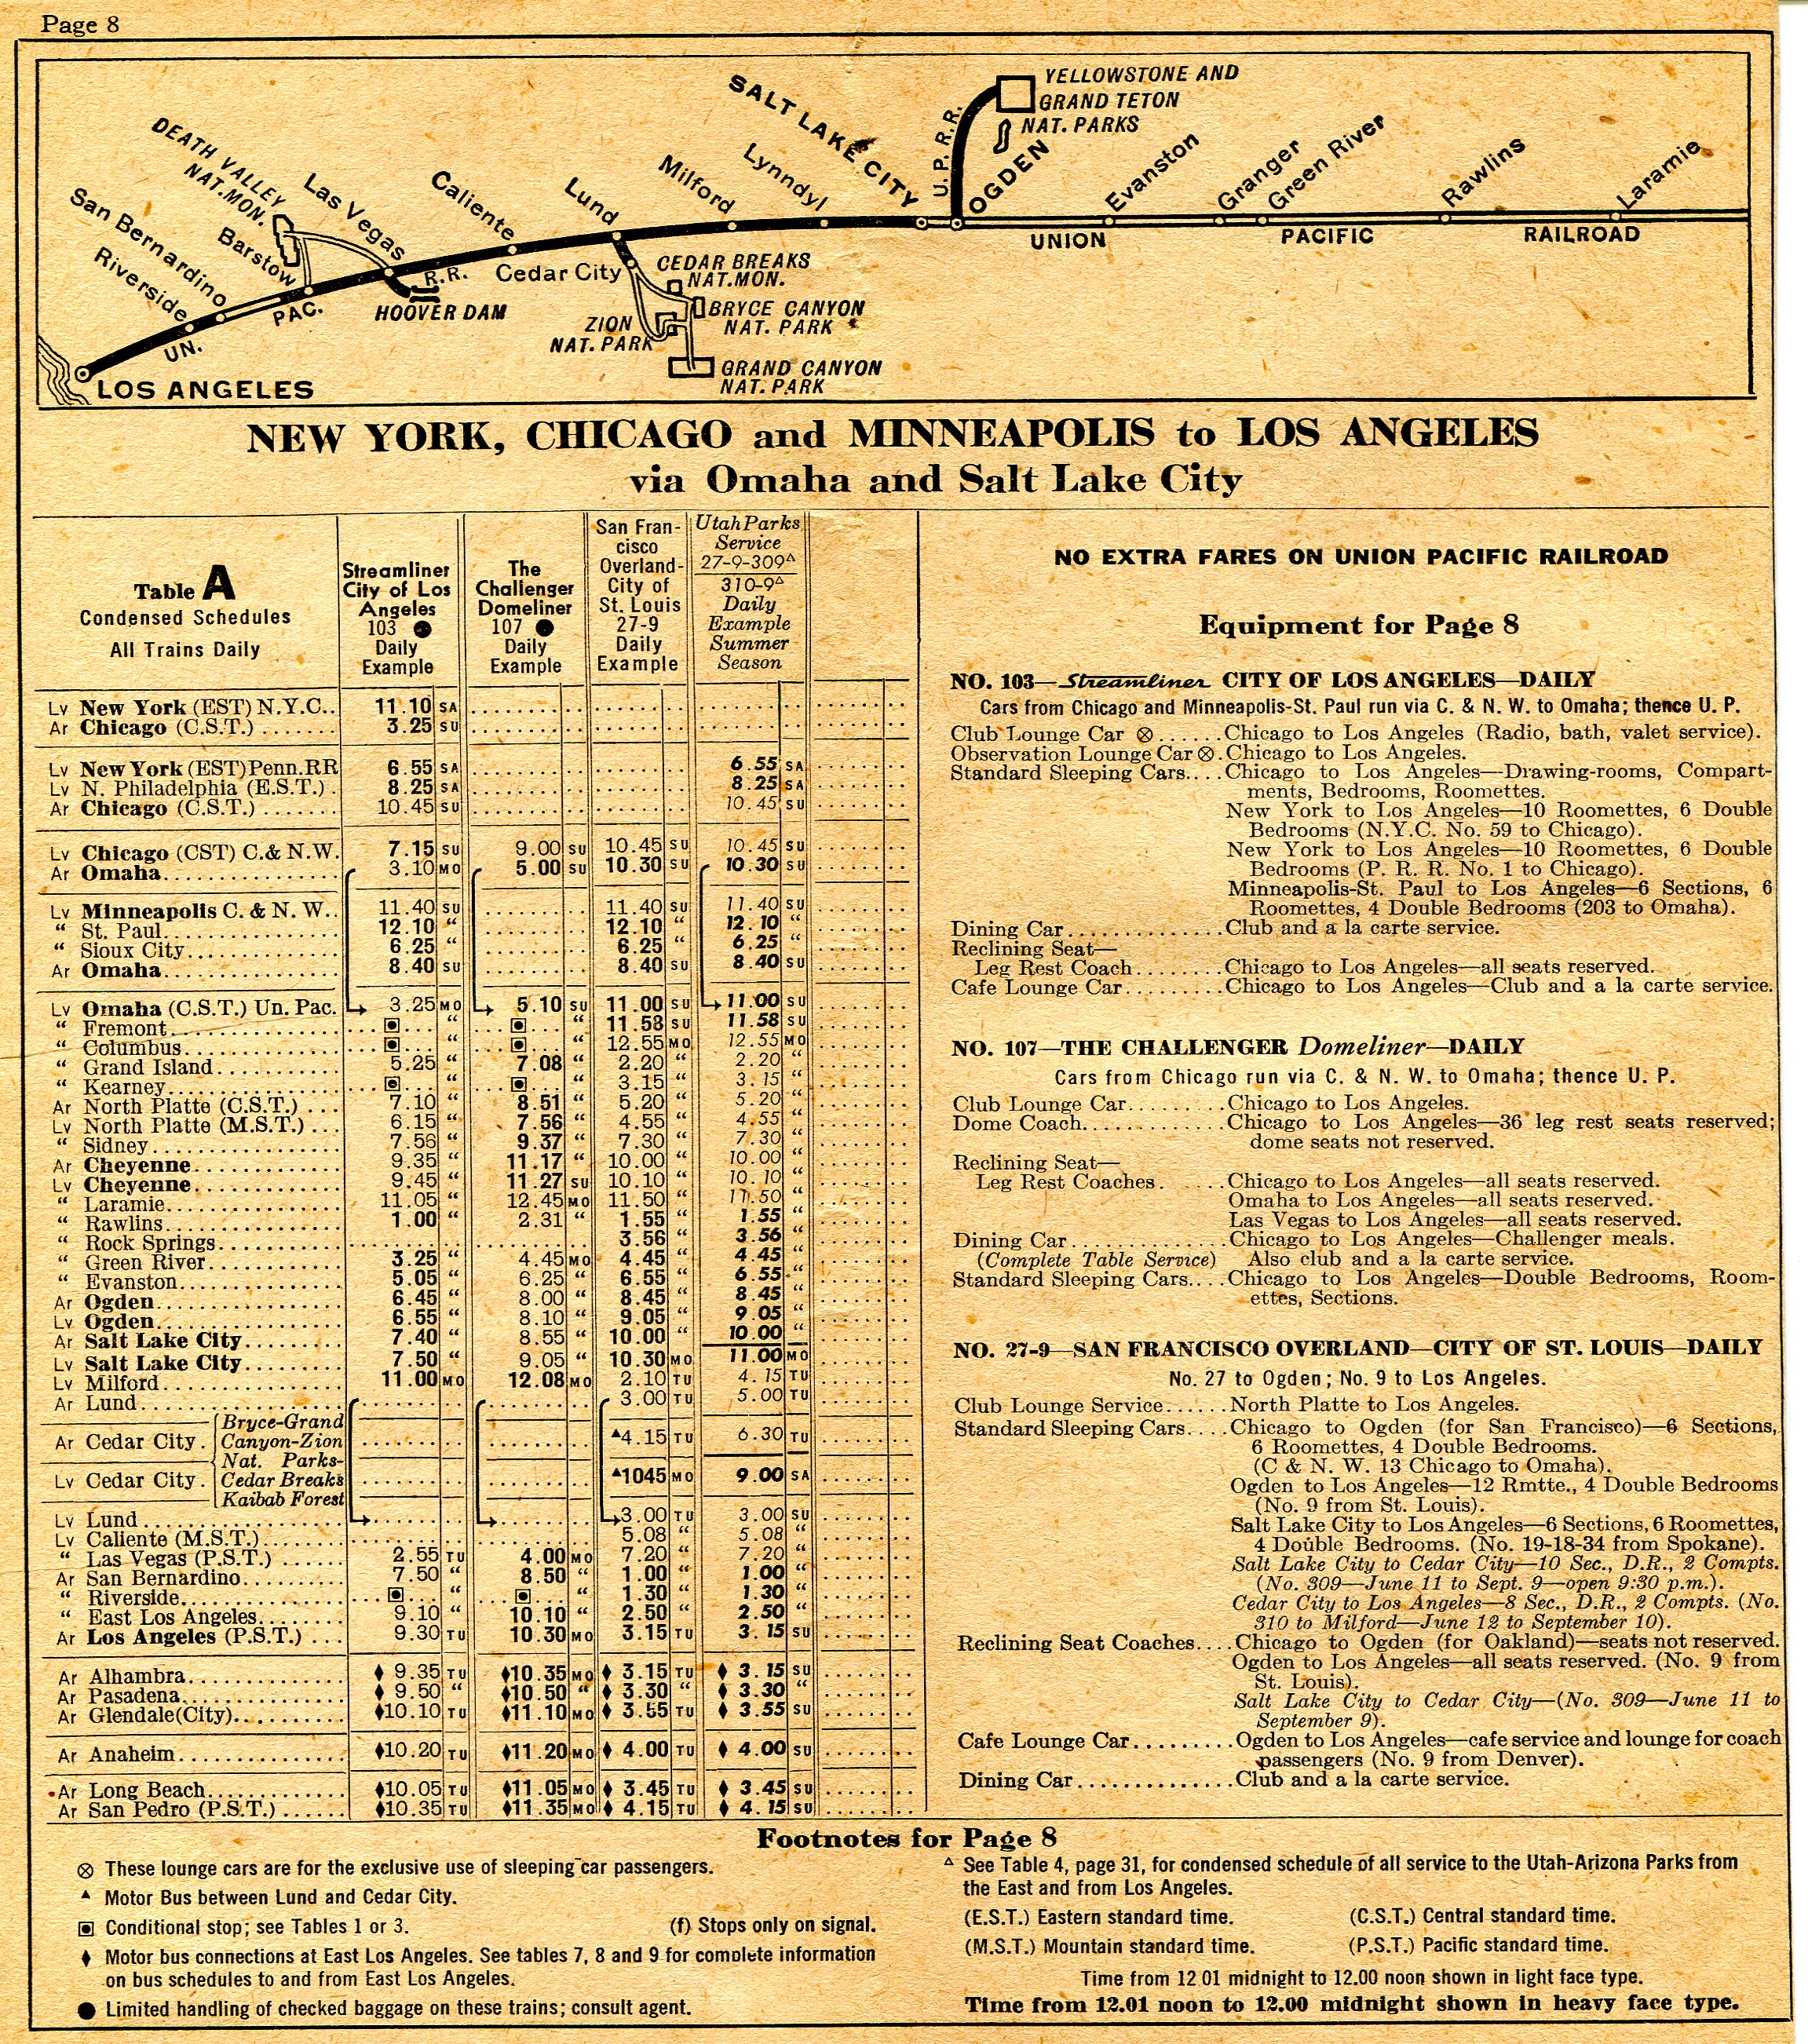 Page 8
YELLOWSTONE AND
GRAND TETON
NAT. PARKS
U. P. R. R.
SALT LAKE CITY
OGDEN
Evanston
Granger
Green River
Rawlins
Laramie
DEATH VALLEY
NAT. MON.
Las Vegas
Caliente
Lund
Milford
Lynndyl
San Bernardino
Barstow
Riverside
UNION
PACIFIC
RAILROAD
R.R.
Cedar City
CEDAR BREAKS
NAT. MON.
HOOVER DAM
PAC.
UN.
BRYCE CANYON
NAT. PARK
ZION
NAT. PARK
GRAND CANYON
NAT. PARK
LOS ANGELES
NEW YORK, CHICAGO and MINNEAPOLIS to LOS ANGELES
via Omaha and Salt Lake City
Table A
Condensed Schedules
All Trains Daily
Streamliner
City of Los
Angeles
103 ●
Daily
Example
The
Challenger
Domeliner
107 ●
Daily
Example
San Fran-
cisco
Overland-
City of
St. Louis
27-9
Daily
Example
Utah Parks
Service
27-9-309△
310-9△
Daily
Example
Summer
Season
Lv New York (EST) N.Y.C.. 11.10 SA
Ar Chicago (C.S.T.) ....... 3.25 SU
Lv New York (EST) Penn.RR 6.55 SA 6.55 SA
Lv N. Philadelphia (E.S.T.) . 8.25 SA 8.25 SA
Ar Chicago (C.S.T.) ....... 10.45 SU 10.45 SU
Lv Chicago (CST) C.& N.W. 7.15 SU 9.00 SU 10.45 SU 10.45 SU
Ar Omaha 3.10 MO 5.00 SU 10.30 SU 10.30 SU
Lv Minneapolis C. & N. W.. 11.40 SU 11.40 SU 11.40 SU
“ St. Paul 12.10 “ 12.10 “ 12.10 “
“ Sioux City 6.25 “ 6.25 “ 6.25 “
Ar Omaha 8.40 SU 8.40 SU 8.40 SU
Lv Omaha (C.S.T.) Un. Pac. 3.25 MO 5.10 SU 11.00 SU 11.00 SU
“ Fremont ▣ “ ▣ “ 11.58 SU 11.58 SU
“ Columbus ▣ “ ▣ “ 12.55 MO 12.55 MO
“ Grand Island 5.25 “ 7.08 “ 2.20 “ 2.20 “
“ Kearney ▣ “ ▣ “ 3.15 “ 3.15 “
Ar North Platte (C.S.T.) ... 7.10 “ 8.51 “ 5.20 “ 5.20 “
Lv North Platte (M.S.T.) ... 6.15 “ 7.56 “ 4.55 “ 4.55 “
“ Sidney 7.56 “ 9.37 “ 7.30 “ 7.30 “
Ar Cheyenne 9.35 “ 11.17 “ 10.00 “ 10.00 “
Lv Cheyenne 9.45 “ 11.27 SU 10.10 “ 10.10 “
“ Laramie 11.05 “ 12.45 MO 11.50 “ 11.50 “
“ Rawlins 1.00 “ 2.31 “ 1.55 “ 1.55 “
“ Rock Springs 3.56 “ 3.56 “
“ Green River 3.25 “ 4.45 MO 4.45 “ 4.45 “
“ Evanston 5.05 “ 6.25 “ 6.55 “ 6.55 “
Ar Ogden 6.45 “ 8.00 “ 8.45 “ 8.45 “
Lv Ogden 6.55 “ 8.10 “ 9.05 “ 9.05 “
Ar Salt Lake City 7.40 “ 8.55 “ 10.00 “ 10.00 “
Lv Salt Lake City 7.50 “ 9.05 “ 10.30 MO 11.00 MO
Lv Milford 11.00 MO 12.08 MO 2.10 TU 4.15 TU
Ar Lund 3.00 TU 5.00 TU
Ar Cedar City . ▲4.15 TU 6.30 TU
Bryce-Grand
Canyon-Zion
Nat. Parks-
Cedar Breaks
Kaibab Forest
Lv Cedar City . ▲1045 MO 9.00 SA
Lv Lund 3.00 TU 3.00 SU
Lv Caliente (M.S.T.) 5.08 “ 5.08 “
“ Las Vegas (P.S.T.) 2.55 TU 4.00 MO 7.20 “ 7.20 “
Ar San Bernardino 7.50 “ 8.50 “ 1.00 “ 1.00 “
“ Riverside ▣ “ ▣ “ 1.30 “ 1.30 “
“ East Los Angeles 9.10 “ 10.10 “ 2.50 “ 2.50 “
Ar Los Angeles (P.S.T.) ... 9.30 TU 10.30 MO 3.15 TU 3.15 SU
Ar Alhambra ♦ 9.35 TU ♦10.35 MO ♦ 3.15 TU ♦ 3.15 SU
Ar Pasadena ♦ 9.50 “ ♦10.50 “ ♦ 3.30 “ ♦ 3.30 “
Ar Glendale (City) ♦10.10 TU ♦11.10 MO ♦ 3.55 TU ♦ 3.55 SU
Ar Anaheim ♦10.20 TU ♦11.20 MO ♦ 4.00 TU ♦ 4.00 SU
Ar Long Beach ♦10.05 TU ♦11.05 MO ♦ 3.45 TU ♦ 3.45 SU
Ar San Pedro (P.S.T.) ♦10.35 TU ♦11.35 MO ♦ 4.15 TU ♦ 4.15 SU
NO EXTRA FARES ON UNION PACIFIC RAILROAD
Equipment for Page 8
NO. 103—Streamliner CITY OF LOS ANGELES—DAILY
Cars from Chicago and Minneapolis-St. Paul run via C. & N. W. to Omaha; thence U. P.
Club Lounge Car ⊗ ......Chicago to Los Angeles (Radio, bath, valet service).
Observation Lounge Car ⊗ .Chicago to Los Angeles.
Standard Sleeping Cars....Chicago to Los Angeles—Drawing-rooms, Compart-
ments, Bedrooms, Roomettes.
New York to Los Angeles—10 Roomettes, 6 Double
Bedrooms (N.Y.C. No. 59 to Chicago).
New York to Los Angeles—10 Roomettes, 6 Double
Bedrooms (P. R. R. No. 1 to Chicago).
Minneapolis-St. Paul to Los Angeles—6 Sections, 6
Roomettes, 4 Double Bedrooms (203 to Omaha).
Dining Car..............Club and a la carte service.
Reclining Seat—
Leg Rest Coach........Chicago to Los Angeles—all seats reserved.
Cafe Lounge Car.........Chicago to Los Angeles—Club and a la carte service.
NO. 107—THE CHALLENGER Domeliner—DAILY
Cars from Chicago run via C. & N. W. to Omaha; thence U. P.
Club Lounge Car.........Chicago to Los Angeles.
Dome Coach.............Chicago to Los Angeles—36 leg rest seats reserved;
dome seats not reserved.
Reclining Seat—
Leg Rest Coaches. .....Chicago to Los Angeles—all seats reserved.
Omaha to Los Angeles—all seats reserved.
Las Vegas to Los Angeles—all seats reserved.
Dining Car..............Chicago to Los Angeles—Challenger meals.
(Complete Table Service) Also club and a la carte service.
Standard Sleeping Cars....Chicago to Los Angeles—Double Bedrooms, Room-
ettes, Sections.
NO. 27-9—SAN FRANCISCO OVERLAND—CITY OF ST. LOUIS—DAILY
No. 27 to Ogden; No. 9 to Los Angeles.
Club Lounge Service......North Platte to Los Angeles.
Standard Sleeping Cars....Chicago to Ogden (for San Francisco)—6 Sections,
6 Roomettes, 4 Double Bedrooms.
(C & N. W. 13 Chicago to Omaha).
Ogden to Los Angeles—12 Rmtte., 4 Double Bedrooms
(No. 9 from St. Louis).
Salt Lake City to Los Angeles—6 Sections, 6 Roomettes,
4 Double Bedrooms. (No. 19-18-34 from Spokane).
Salt Lake City to Cedar City—10 Sec., D.R., 2 Compts.
(No. 309—June 11 to Sept. 9—open 9:30 p.m.).
Cedar City to Los Angeles—8 Sec., D.R., 2 Compts. (No.
310 to Milford—June 12 to September 10).
Reclining Seat Coaches....Chicago to Ogden (for Oakland)—seats not reserved.
Ogden to Los Angeles—all seats reserved. (No. 9 from
St. Louis).
Salt Lake City to Cedar City—(No. 309—June 11 to
September 9).
Cafe Lounge Car.........Ogden to Los Angeles—cafe service and lounge for coach
passengers (No. 9 from Denver).
Dining Car..............Club and a la carte service.
Footnotes for Page 8
⊗ These lounge cars are for the exclusive use of sleeping car passengers.
▲ Motor Bus between Lund and Cedar City.
▣ Conditional stop; see Tables 1 or 3. (f) Stops only on signal.
♦ Motor bus connections at East Los Angeles. See tables 7, 8 and 9 for complete information
on bus schedules to and from East Los Angeles.
● Limited handling of checked baggage on these trains; consult agent.
△ See Table 4, page 31, for condensed schedule of all service to the Utah-Arizona Parks from
the East and from Los Angeles.
(E.S.T.) Eastern standard time. (C.S.T.) Central standard time.
(M.S.T.) Mountain standard time. (P.S.T.) Pacific standard time.
Time from 12 01 midnight to 12.00 noon shown in light face type.
Time from 12.01 noon to 12.00 midnight shown in heavy face type.